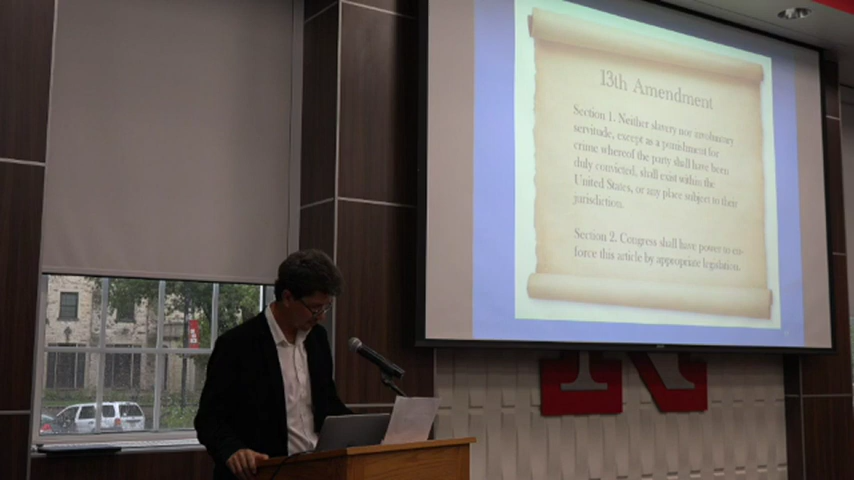 13th Amendment
Section 1. Neither slavery nor involuntary
servitude, except as a punishment for
crime whereof the party shall have been
duly convicted, shall exist within the
United States, or any place subject to their
jurisdiction.
Section 2. Congress shall have power to en-
force this article by appropriate legislation.